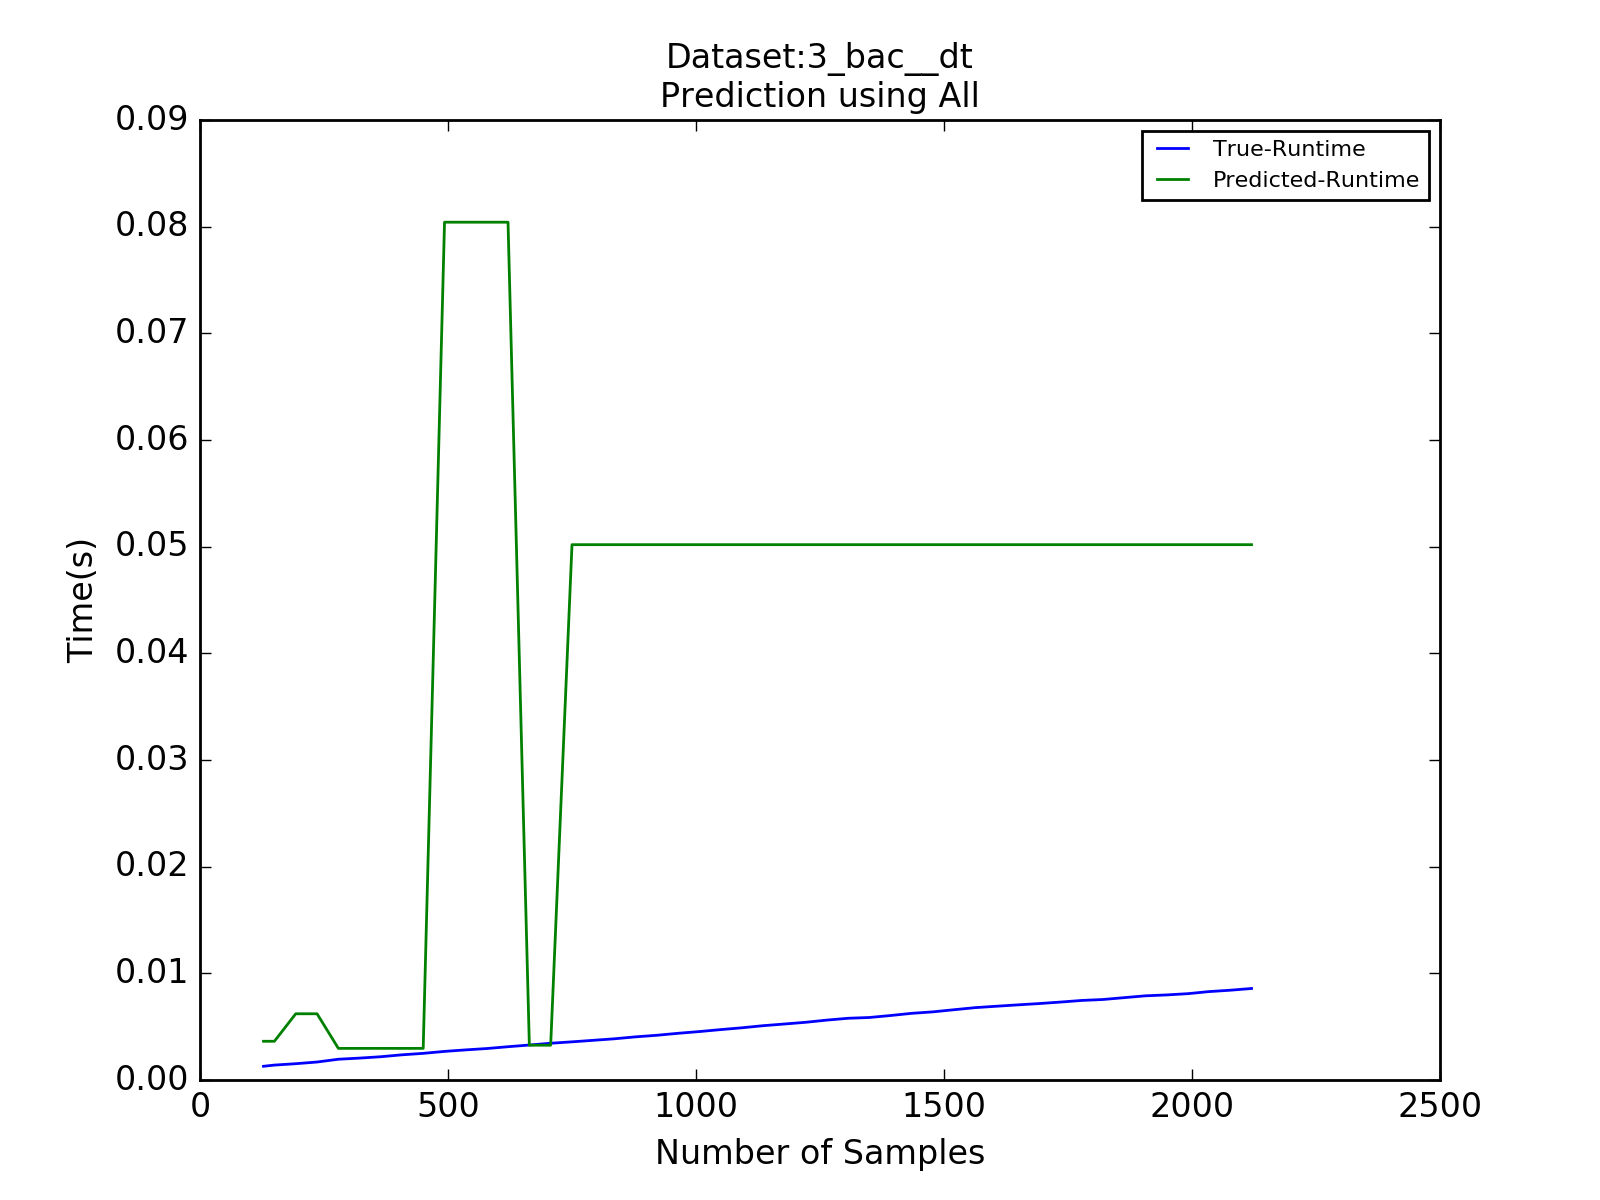 Dataset:3_bac__dt
Prediction using All
0.09
0.08
0.07
0.06
0.05
0.04
0.03
0.02
0.01
0.00
Time(s)
True-Runtime
Predicted-Runtime
0 500 1000 1500 2000 2500
Number of Samples